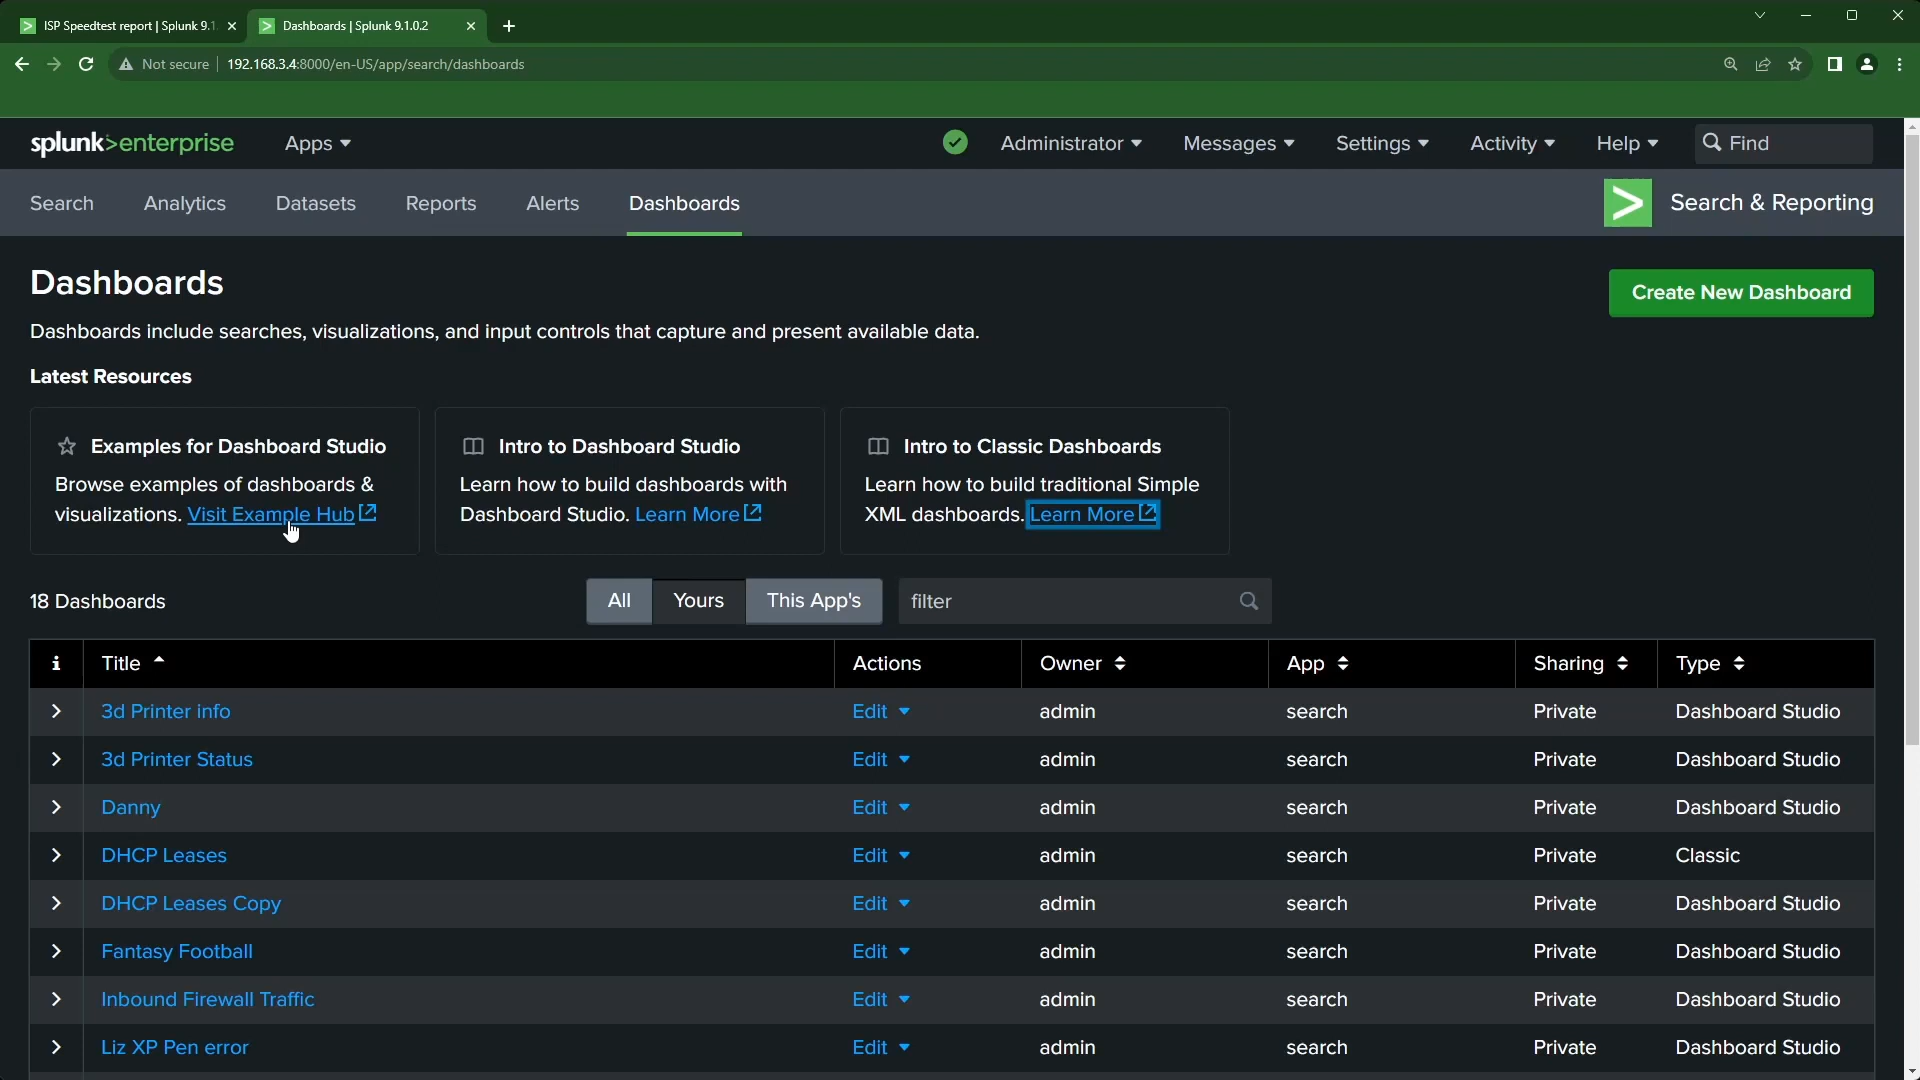 ISP Speedtest report | Splunk 9.1
Dashboards | Splunk 9.1.0.2
Not secure 192.168.3.4:8000/en-US/app/search/dashboards
splunk>enterprise Apps Administrator Messages Settings Activity Help Find
Search Analytics Datasets Reports Alerts Dashboards Search & Reporting
Dashboards
Create New Dashboard
Dashboards include searches, visualizations, and input controls that capture and present available data.
Latest Resources
Examples for Dashboard Studio
Browse examples of dashboards &
visualizations. Visit Example Hub
Intro to Dashboard Studio
Learn how to build dashboards with
Dashboard Studio. Learn More
Intro to Classic Dashboards
Learn how to build traditional Simple
XML dashboards. Learn More
18 Dashboards All Yours This App's filter
i Title Actions Owner App Sharing Type
3d Printer info Edit admin search Private Dashboard Studio
3d Printer Status Edit admin search Private Dashboard Studio
Danny Edit admin search Private Dashboard Studio
DHCP Leases Edit admin search Private Classic
DHCP Leases Copy Edit admin search Private Dashboard Studio
Fantasy Football Edit admin search Private Dashboard Studio
Inbound Firewall Traffic Edit admin search Private Dashboard Studio
Liz XP Pen error Edit admin search Private Dashboard Studio